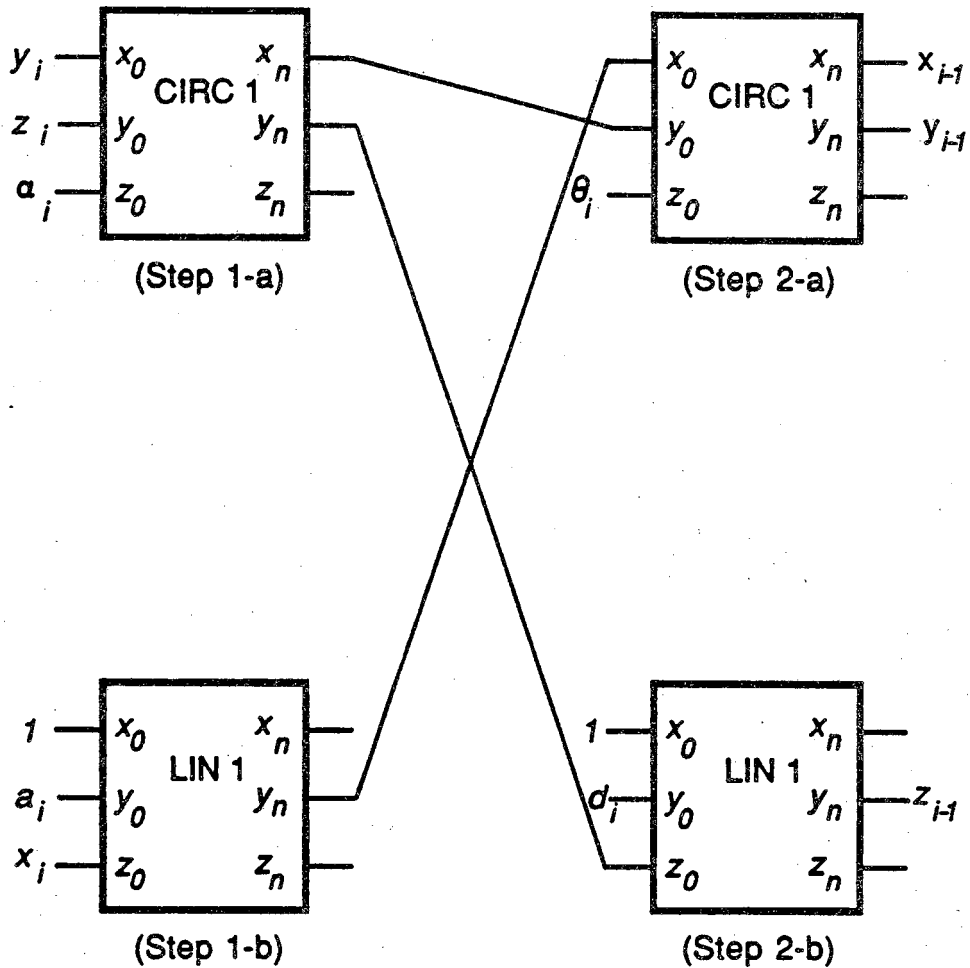 y_i x_0 x_n
CIRC 1
z_i y_0 y_n
α_i z_0 z_n
(Step 1-a)
x_0 x_n x_{i-1}
CIRC 1
y_0 y_n y_{i-1}
θ_i z_0 z_n
(Step 2-a)
1 x_0 x_n
LIN 1
a_i y_0 y_n
x_i z_0 z_n
(Step 1-b)
1 x_0 x_n
LIN 1
d_i y_0 y_n z_{i-1}
z_0 z_n
(Step 2-b)